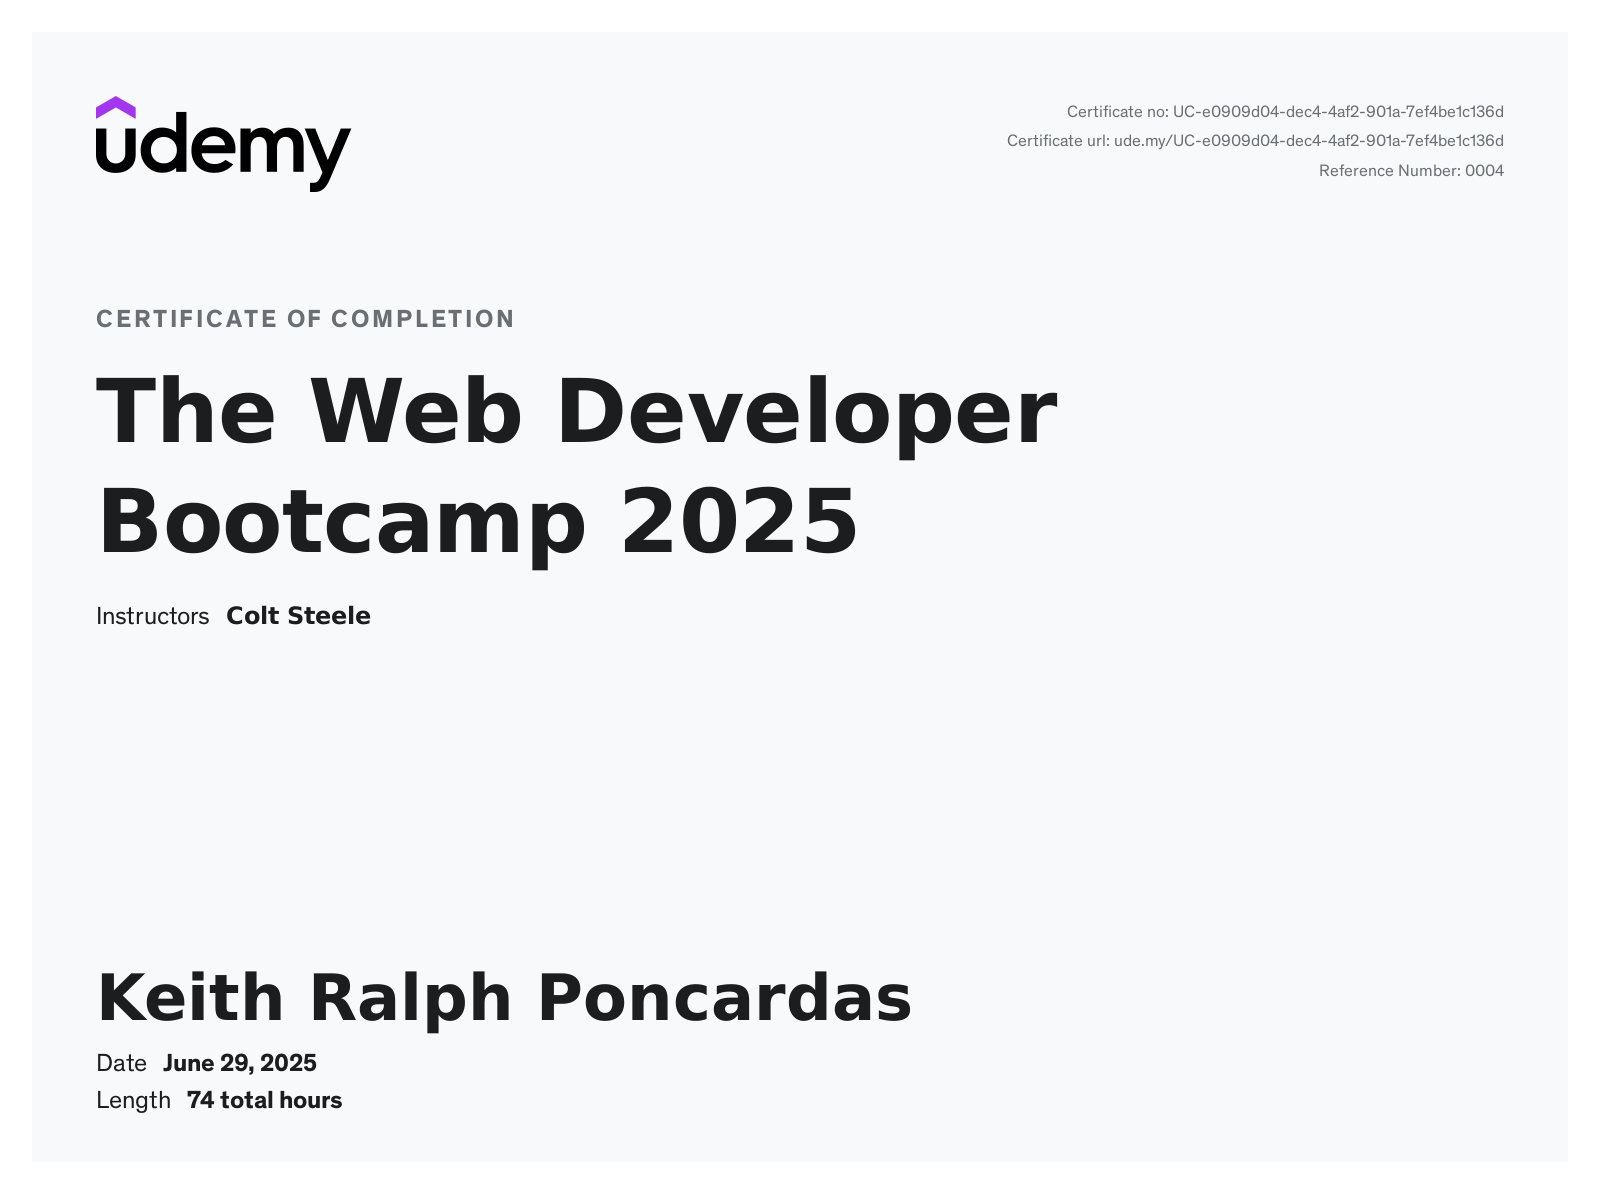 udemy
Certificate no: UC-e0909d04-dec4-4af2-901a-7ef4be1c136d
Certificate url: ude.my/UC-e0909d04-dec4-4af2-901a-7ef4be1c136d
Reference Number: 0004
CERTIFICATE OF COMPLETION
The Web Developer
Bootcamp 2025
Instructors Colt Steele
Keith Ralph Poncardas
Date June 29, 2025
Length 74 total hours